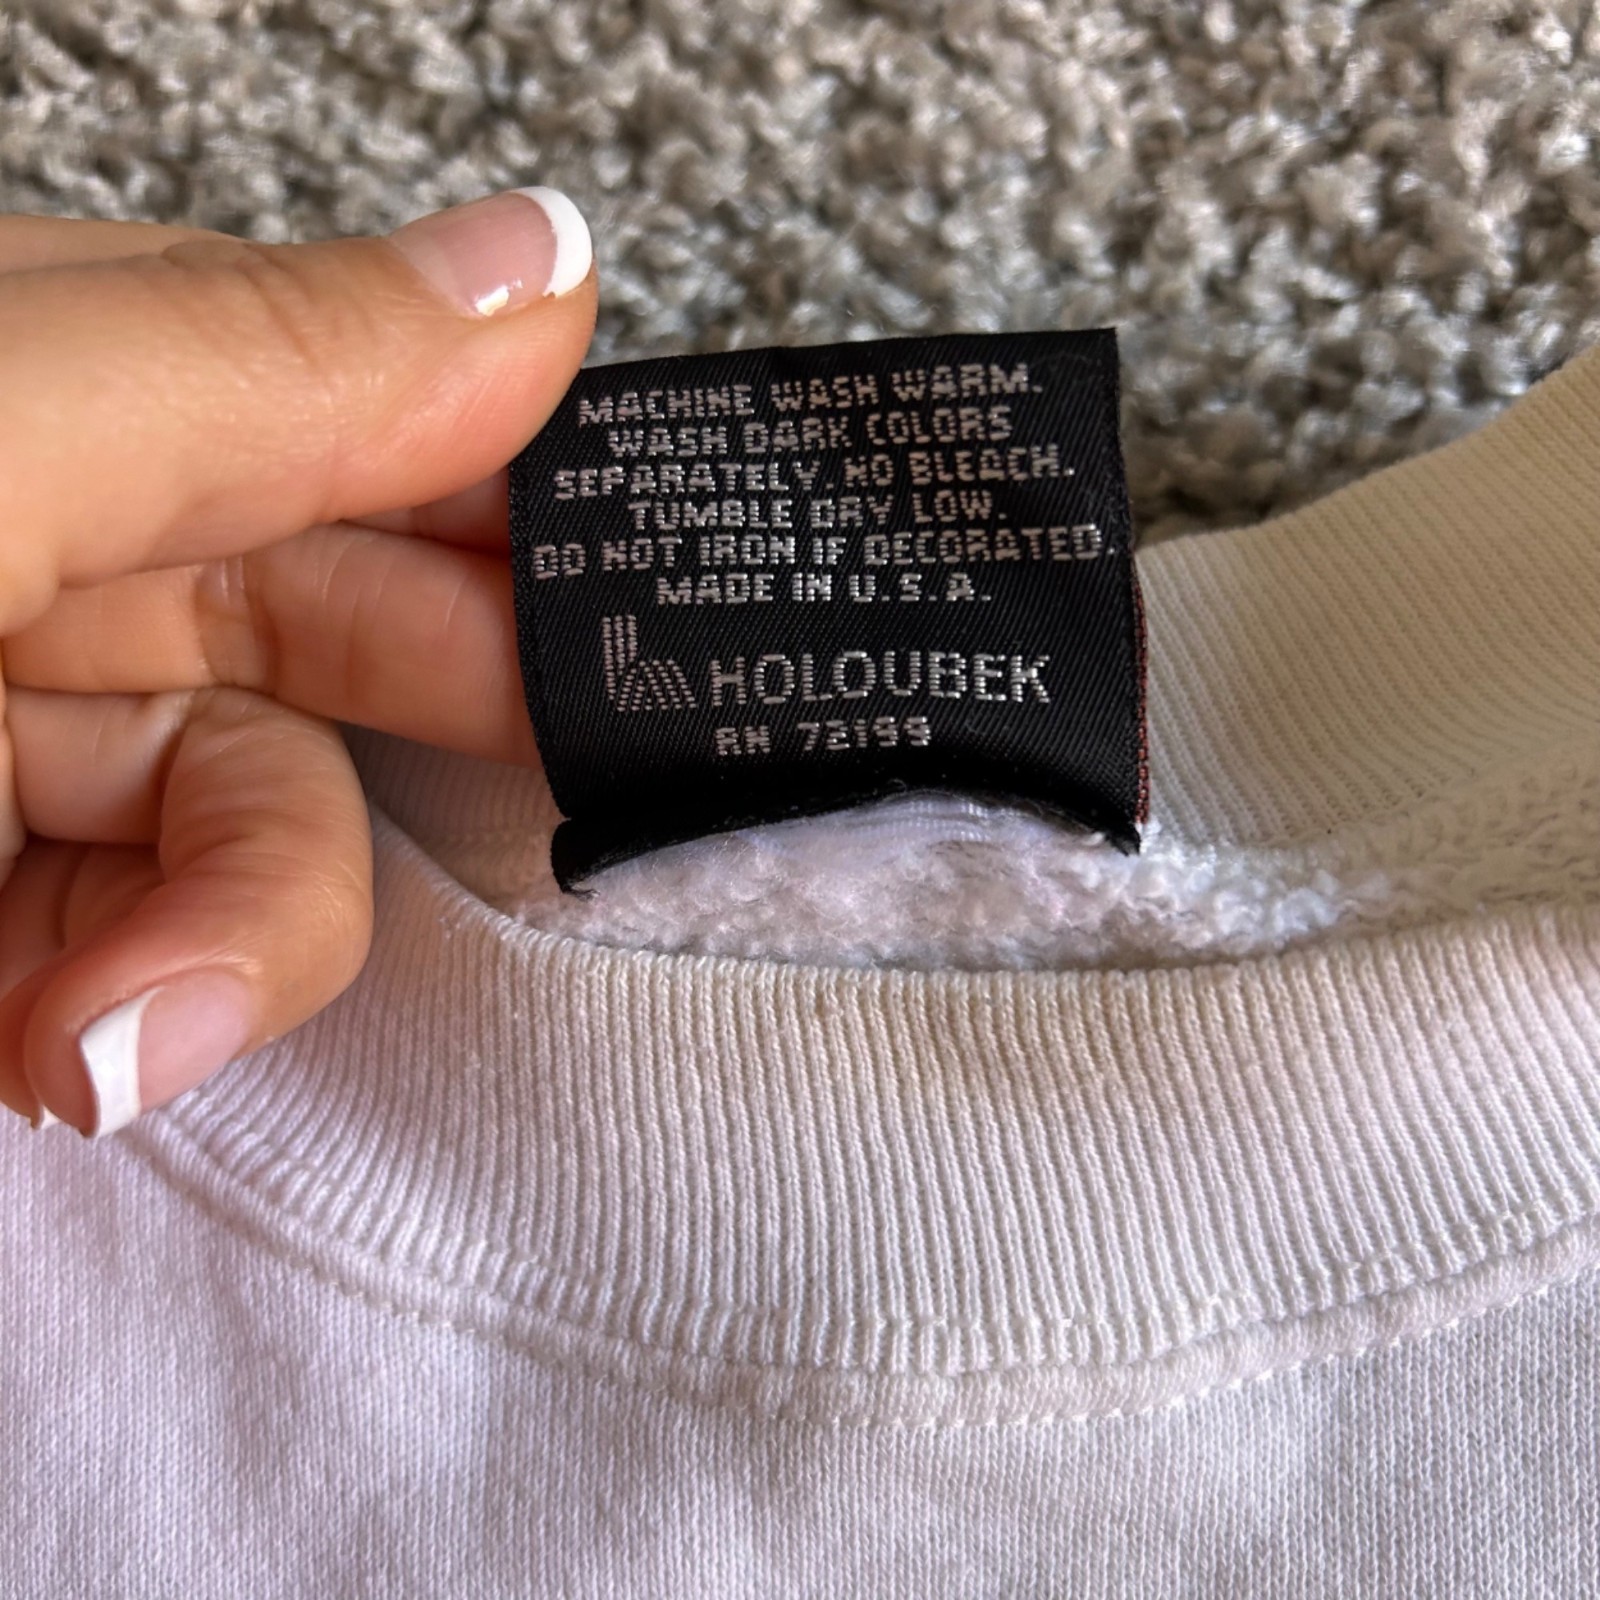 MACHINE WASH WARM.
WASH DARK COLORS
SEPARATELY. NO BLEACH.
TUMBLE DRY LOW.
DO NOT IRON IF DECORATED.
MADE IN U.S.A.
HOLOUBEK
RN 72199